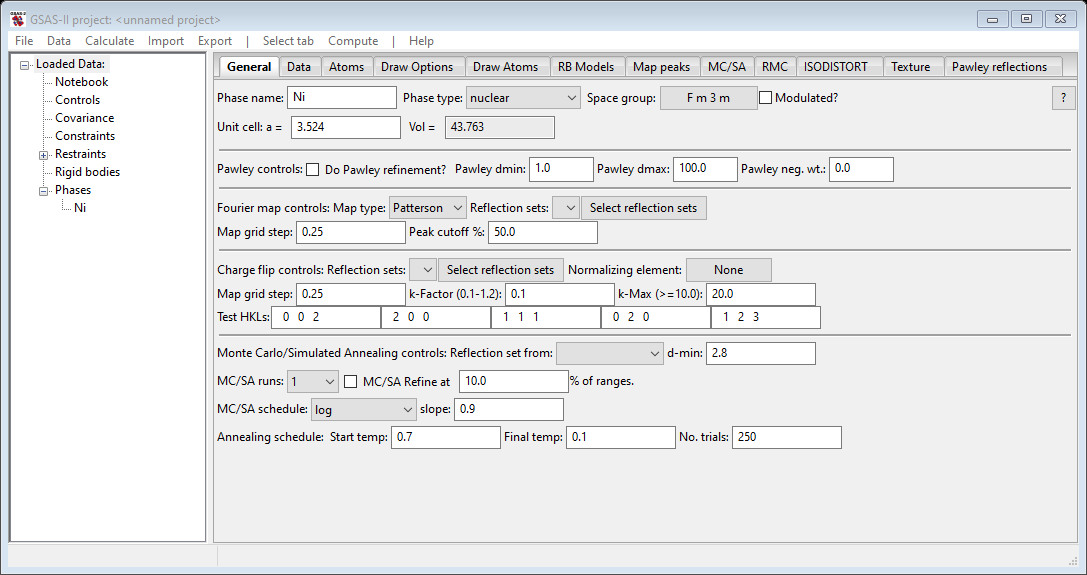 GSAS-II project: <unnamed project>
File Data Calculate Import Export | Select tab Compute | Help
Loaded Data:
Notebook
Controls
Covariance
Constraints
Restraints
Rigid bodies
Phases
Ni
General Data Atoms Draw Options Draw Atoms RB Models Map peaks MC/SA RMC ISODISTORT Texture Pawley reflections
Phase name: Ni Phase type: nuclear Space group: F m 3 m Modulated? ?
Unit cell: a = 3.524 Vol = 43.763
Pawley controls: Do Pawley refinement? Pawley dmin: 1.0 Pawley dmax: 100.0 Pawley neg. wt.: 0.0
Fourier map controls: Map type: Patterson Reflection sets: Select reflection sets
Map grid step: 0.25 Peak cutoff %: 50.0
Charge flip controls: Reflection sets: Select reflection sets Normalizing element: None
Map grid step: 0.25 k-Factor (0.1-1.2): 0.1 k-Max (>=10.0): 20.0
Test HKLs: 0 0 2 2 0 0 1 1 1 0 2 0 1 2 3
Monte Carlo/Simulated Annealing controls: Reflection set from: d-min: 2.8
MC/SA runs: 1 MC/SA Refine at 10.0 % of ranges.
MC/SA schedule: log slope: 0.9
Annealing schedule: Start temp: 0.7 Final temp: 0.1 No. trials: 250